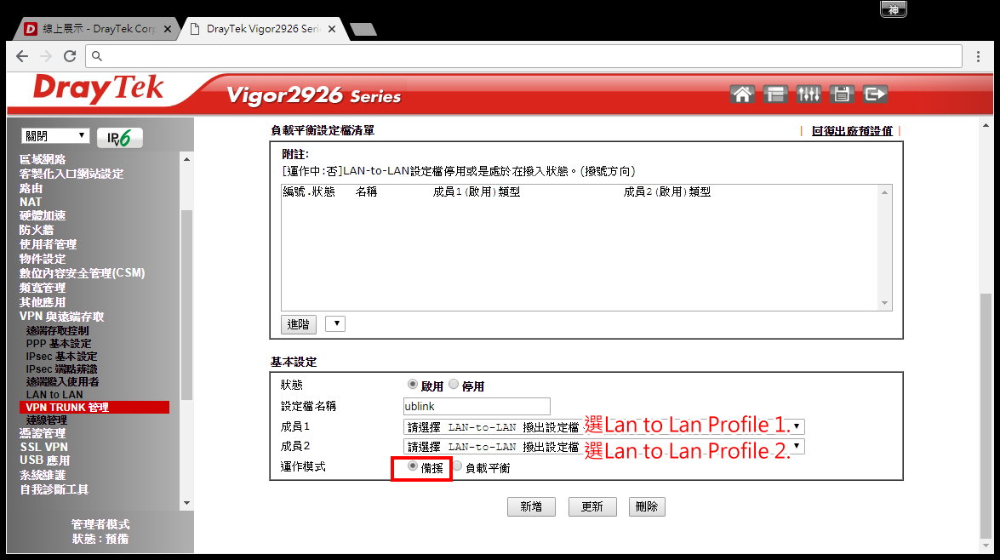 神
線上展示 - DrayTek Corp
DrayTek Vigor2926 Seri
DrayTek
Vigor2926 Series
關閉
IPv6
區域網路
客製化入口網站設定
路由
NAT
硬體加速
防火牆
使用者管理
物件設定
數位內容安全管理(CSM)
頻寬管理
其他應用
VPN 與遠端存取
遠端存取控制
PPP 基本設定
IPsec 基本設定
IPsec 端點辨識
遠端撥入使用者
LAN to LAN
VPN TRUNK 管理
連線管理
憑證管理
SSL VPN
USB 應用
系統維護
自我診斷工具
管理者模式
狀態 : 預備
負載平衡設定檔清單
| 回復出廠預設值 |
附註:
[運作中:否]LAN-to-LAN設定檔停用或是處於在撥入狀態。(撥號方向)
編號.狀態 名稱 成員1(啟用)類型 成員2(啟用)類型
進階
基本設定
狀態 啟用 停用
設定檔名稱 ublink
成員1 請選擇 LAN-to-LAN 撥出設定檔 選Lan to Lan Profile 1.
成員2 請選擇 LAN-to-LAN 撥出設定檔 選Lan to Lan Profile 2.
運作模式 備援 負載平衡
新增 更新 刪除